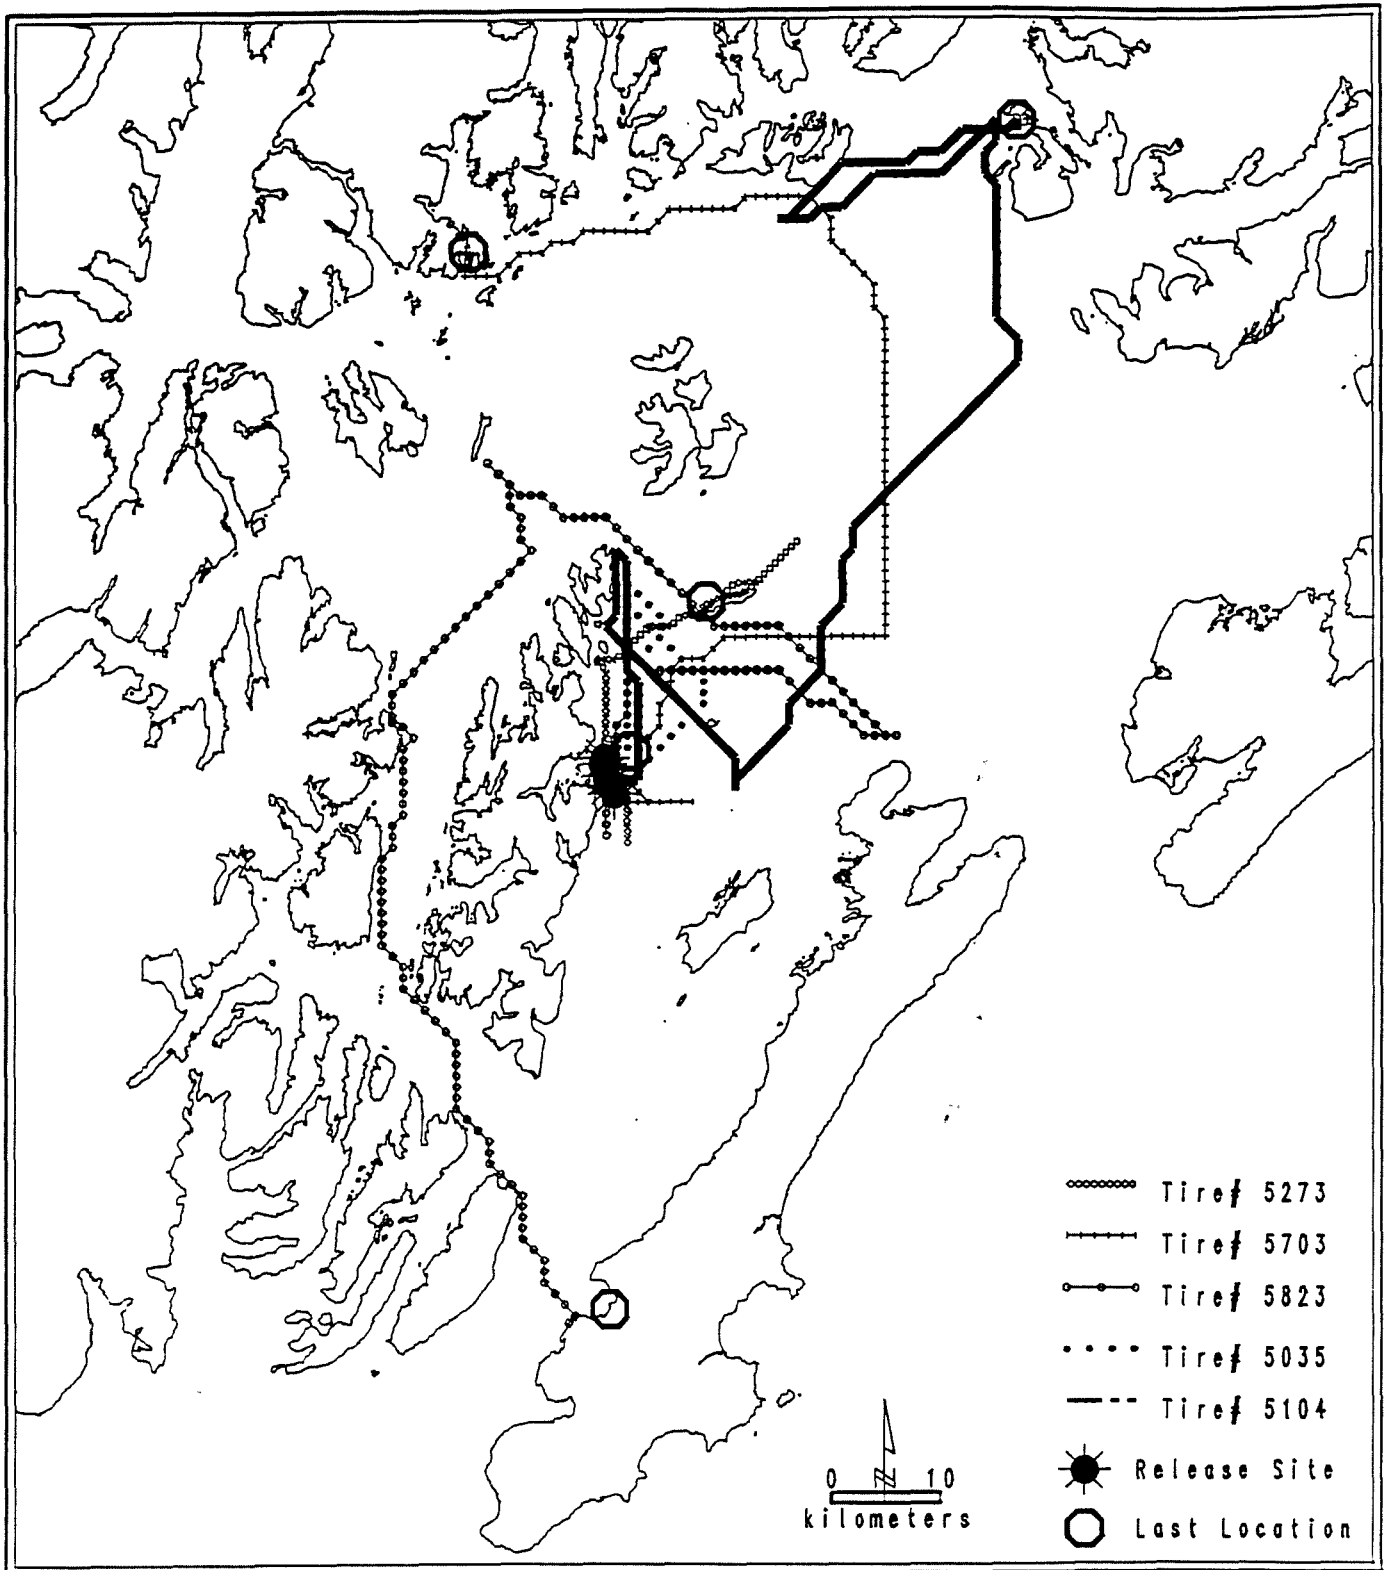 Tire# 5273
Tire# 5703
Tire# 5823
Tire# 5035
Tire# 5104
Release Site
Last Location
0 N 10
kilometers